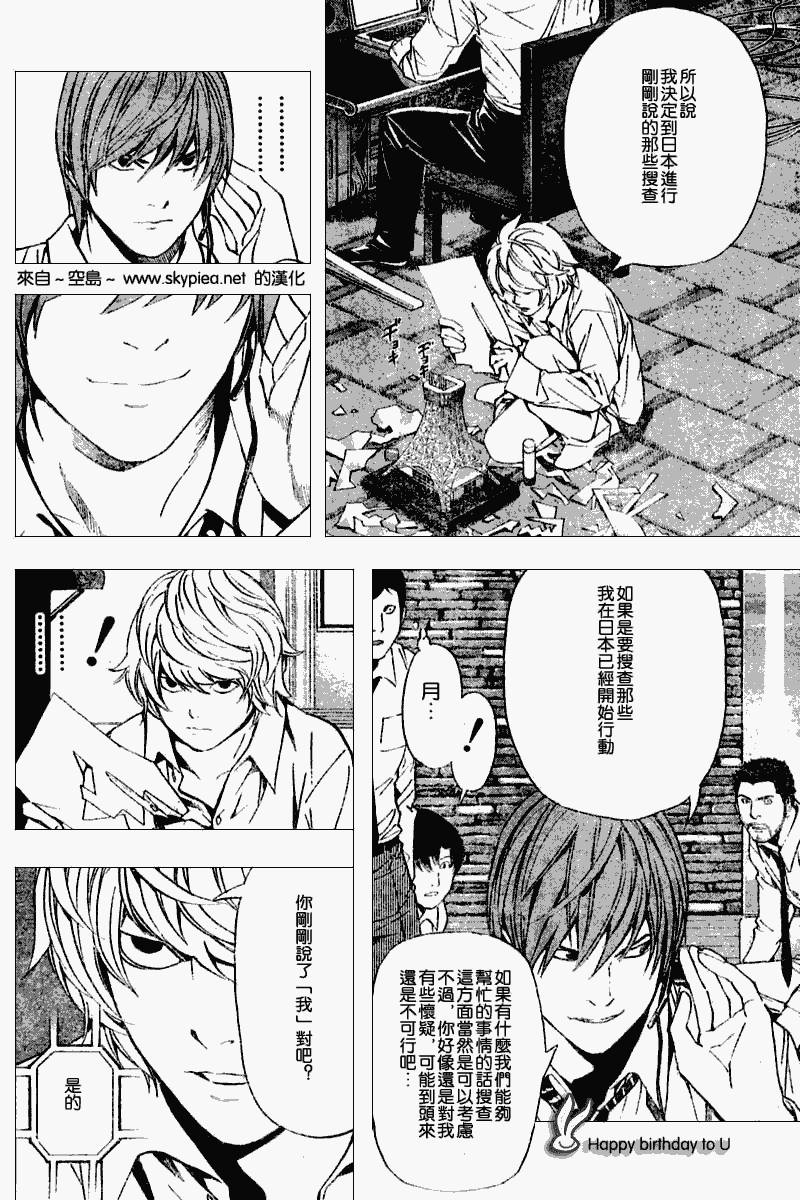 所以說
我決定到日本進行
剛剛說的那些搜查
ギョキ
ギョキ
⋯⋯
⋯⋯
來自～空島～ www.skypiea.net 的漢化
如果是要搜查那些
我在日本已經開始行動
月…
！
如果有什麼我們能夠
幫忙的事情的話搜查
這方面當然是可以考慮
不過，你好像還是對我
有些懷疑，可能到頭來
還是不可行吧…
！
⋯⋯
⋯⋯
你剛剛說了「我」對吧？
是的
Happy birthday to U